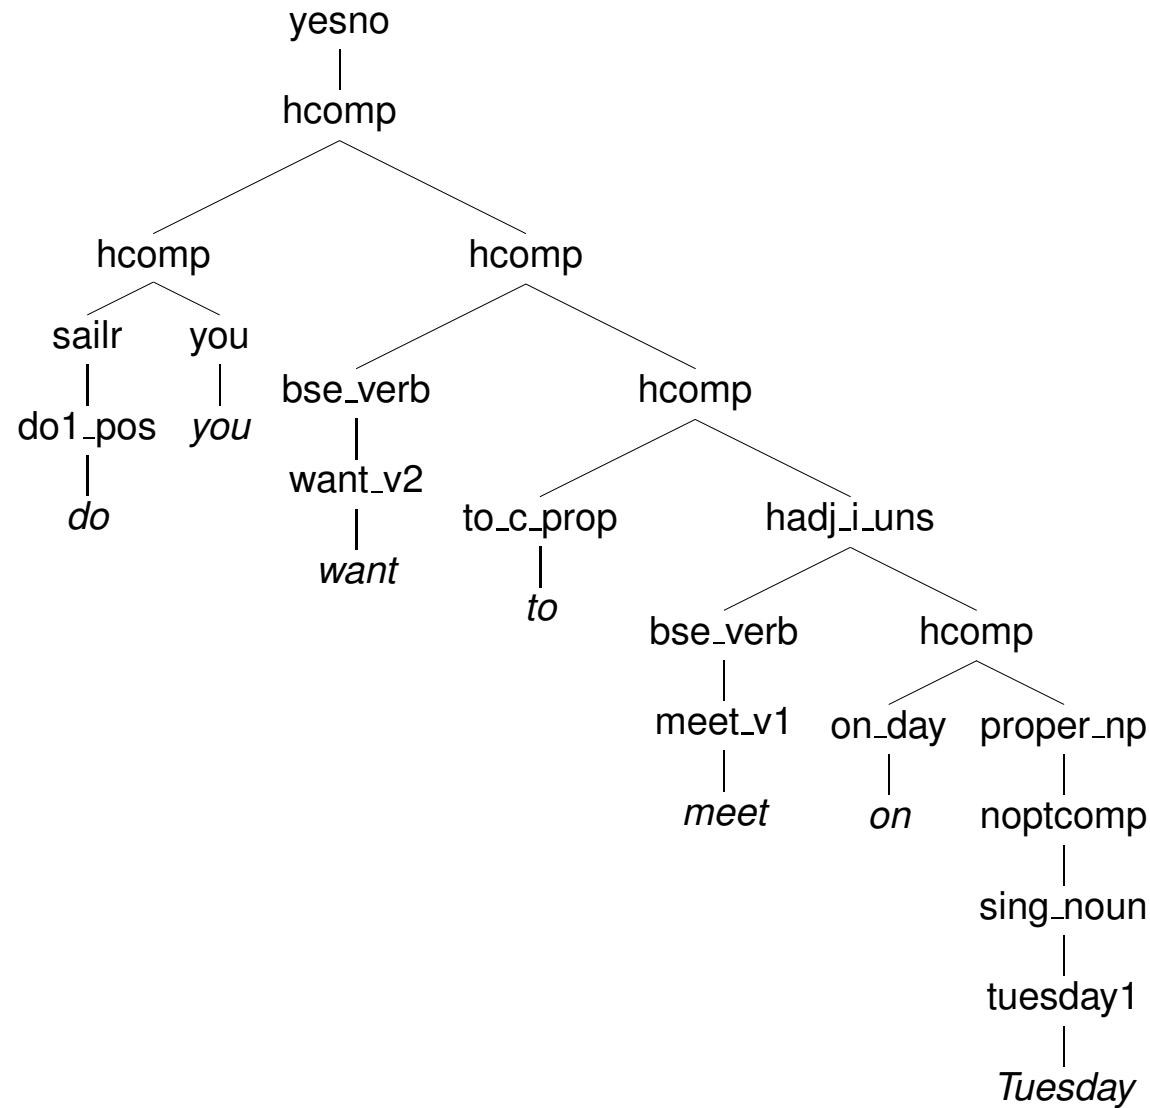 yesno
hcomp
hcomp hcomp
sailr you
bse_verb hcomp
do1_pos you
want_v2
do to_c_prop hadj_i_uns
want
to
bse_verb hcomp
meet_v1 on_day proper_np
meet on noptcomp
sing_noun
tuesday1
Tuesday